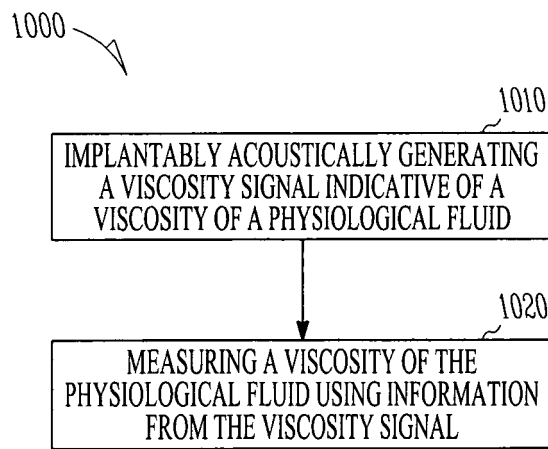 1000
1010
IMPLANTABLY ACOUSTICALLY GENERATING
A VISCOSITY SIGNAL INDICATIVE OF A
VISCOSITY OF A PHYSIOLOGICAL FLUID
1020
MEASURING A VISCOSITY OF THE
PHYSIOLOGICAL FLUID USING INFORMATION
FROM THE VISCOSITY SIGNAL